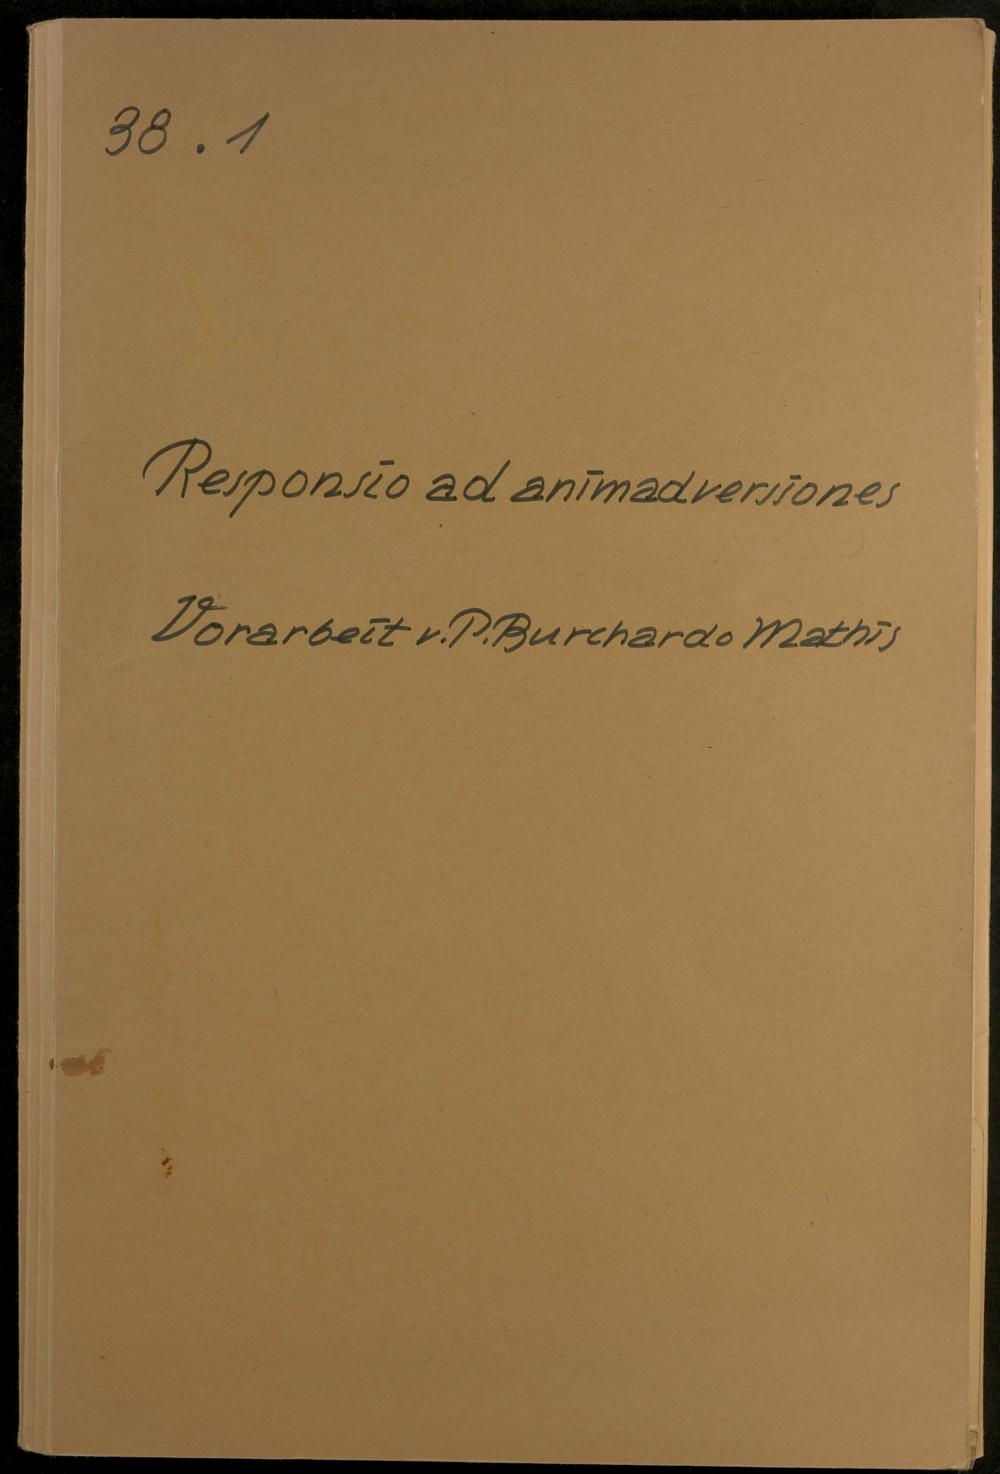 38.1
Responsio ad animadversiones
Vorarbeit v. P. Burchardo Mathis